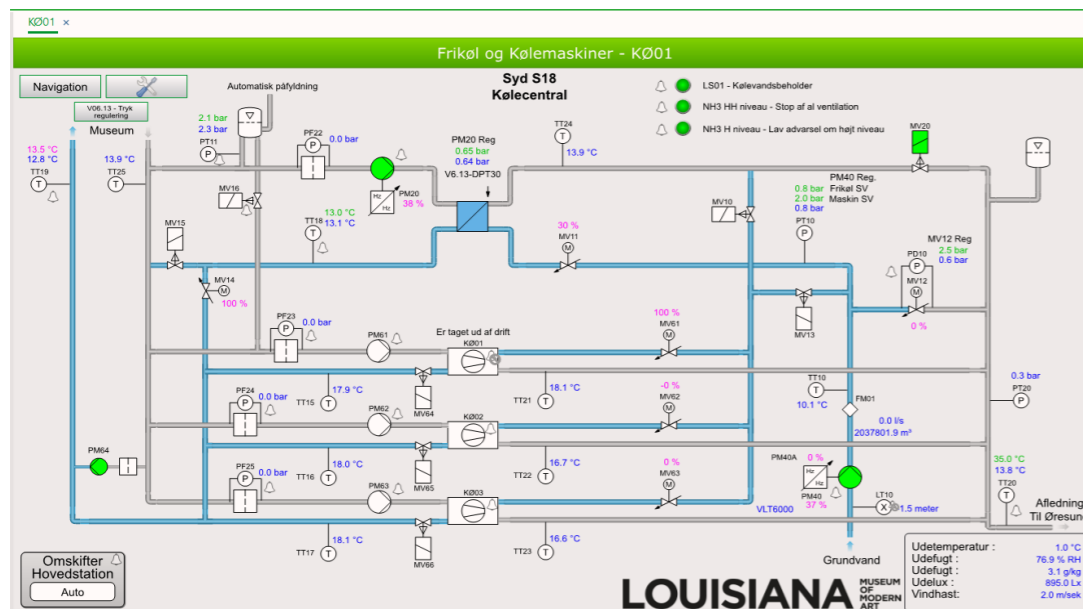 KØ01 ×
Frikøl og Kølemaskiner - KØ01
Navigation
V06.13 - Tryk
regulering
Museum
Automatisk påfyldning
Syd S18
Kølecentral
LS01 - Kølevandsbeholder
NH3 HH niveau - Stop af al ventilation
NH3 H niveau - Lav advarsel om højt niveau
13.5 °C
12.8 °C
TT19
T
13.9 °C
TT25
T
2.1 bar
2.3 bar
PT11
P
PF22
P
0.0 bar
PM20 Reg
0.65 bar
0.64 bar
V6.13-DPT30
TT24
T
13.9 °C
MV20
MV16
Hz
Hz
PM20
38 %
13.0 °C
TT18
13.1 °C
T
MV15
MV14
M
100 %
30 %
MV11
M
MV10
PM40 Reg.
0.8 bar
Frikøl SV
2.0 bar
Maskin SV
0.8 bar
PT10
P
MV12 Reg
2.5 bar
PD10
0.6 bar
P
MV12
M
0 %
MV13
PF23
P
0.0 bar
PM61
Er taget ud af drift
KØ01
100 %
MV61
M
TT15
T
17.9 °C
MV64
TT21
T
18.1 °C
TT10
T
10.1 °C
FM01
0.0 l/s
2037801.9 m³
0.3 bar
PT20
P
PF24
P
0.0 bar
PM62
KØ02
-0 %
MV62
M
PM64
TT16
T
18.0 °C
MV65
TT22
T
16.7 °C
PF25
P
0.0 bar
PM63
KØ03
0 %
MV63
M
PM40A
0 %
Hz
Hz
PM40
37 %
VLT6000
LT10
X
1.5 meter
35.0 °C
13.8 °C
TT20
T
Afledning
Til Øresund
TT17
T
18.1 °C
MV66
TT23
T
16.6 °C
Grundvand
Omskifter
Hovedstation
Auto
LOUISIANA
MUSEUM
OF
MODERN
ART
Udetemperatur : 1.0 °C
Udefugt : 76.9 % RH
Udefugt : 3.1 g/kg
Udelux : 895.0 Lx
Vindhast: 2.0 m/sek